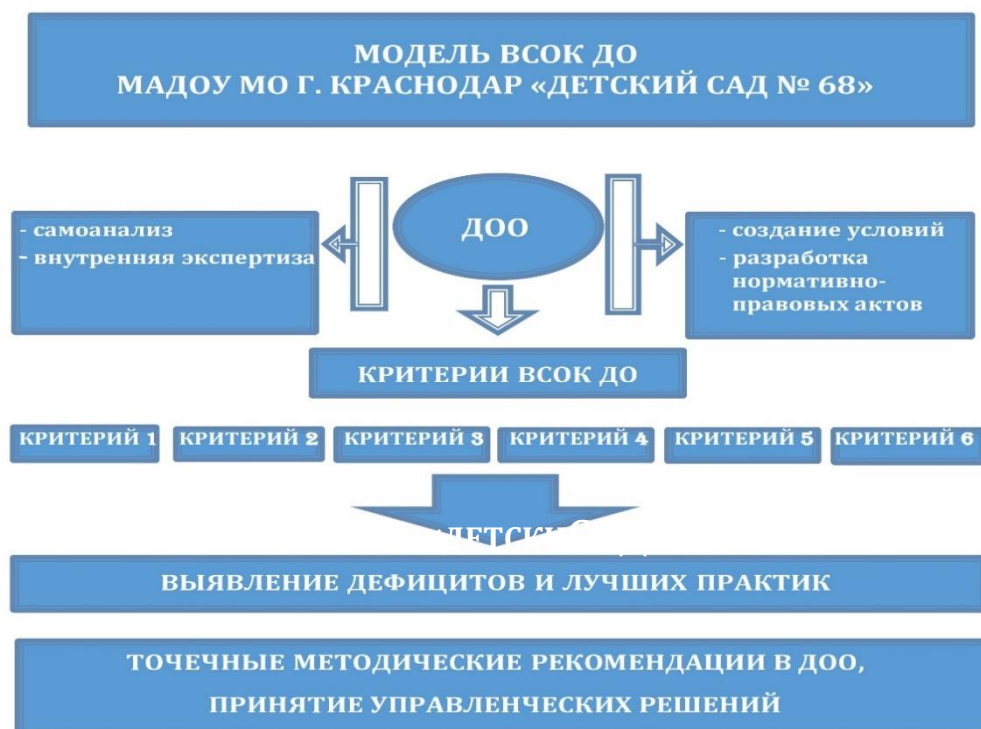 МОДЕЛЬ ВСОК ДО
МАДОУ МО Г. КРАСНОДАР «ДЕТСКИЙ САД № 68»
ДОО
- самоанализ
- внутренняя экспертиза
- создание условий
- разработка
нормативно-
правовых актов
КРИТЕРИИ ВСОК ДО
КРИТЕРИЙ 1
КРИТЕРИЙ 2
КРИТЕРИЙ 3
КРИТЕРИЙ 4
КРИТЕРИЙ 5
КРИТЕРИЙ 6
ВЫЯВЛЕНИЕ ДЕФИЦИТОВ И ЛУЧШИХ ПРАКТИК
ТОЧЕЧНЫЕ МЕТОДИЧЕСКИЕ РЕКОМЕНДАЦИИ В ДОО,
ПРИНЯТИЕ УПРАВЛЕНЧЕСКИХ РЕШЕНИЙ